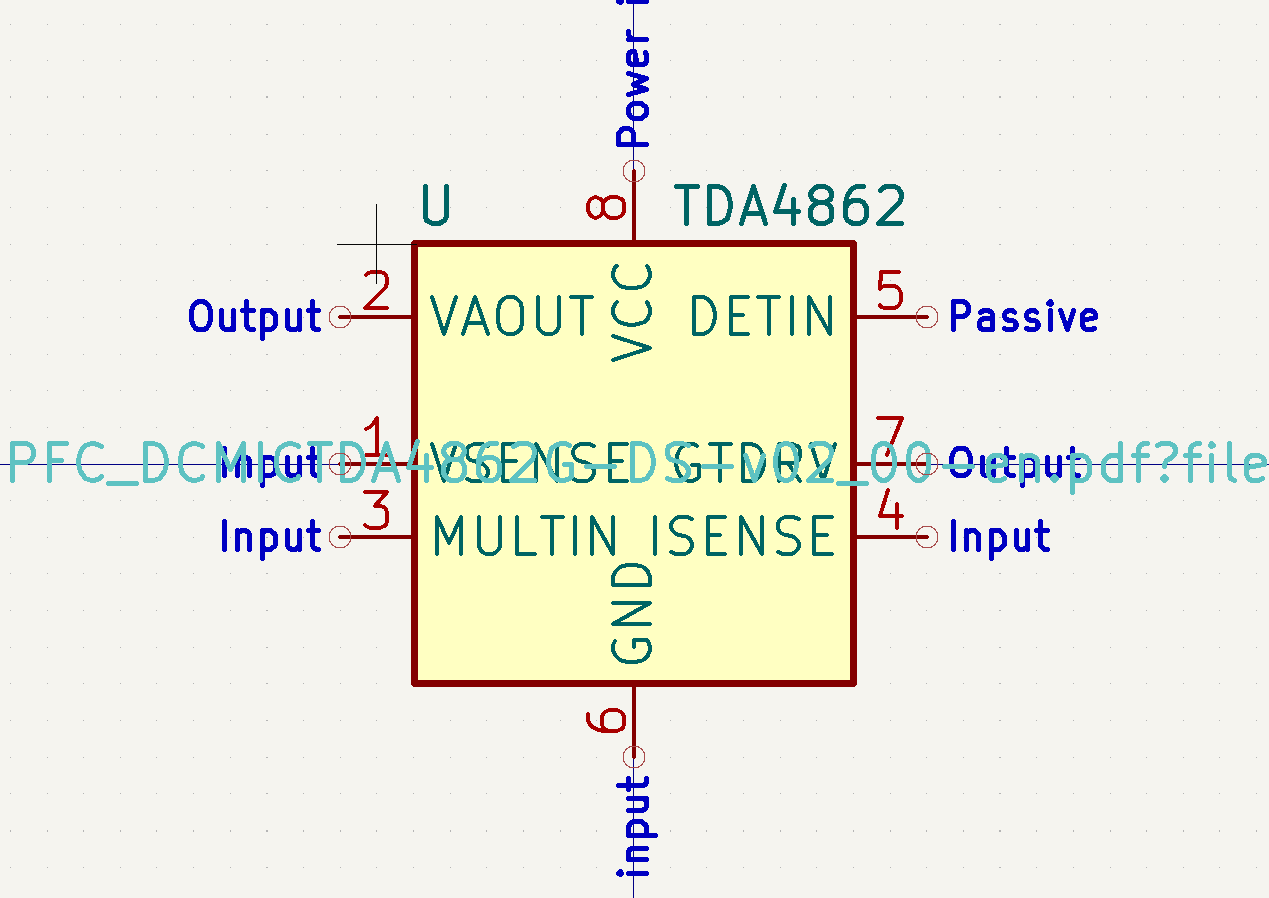 Power i
U
8
TDA4862
2
5
Output
VAOUT
VCC
DETIN
Passive
1
7
Input
VSENSE
GTDRV
Output
PFC_DCMICTDA4862G-DS-v02_00-en.pdf?file
3
4
Input
MULTIN
ISENSE
Input
GND
6
input